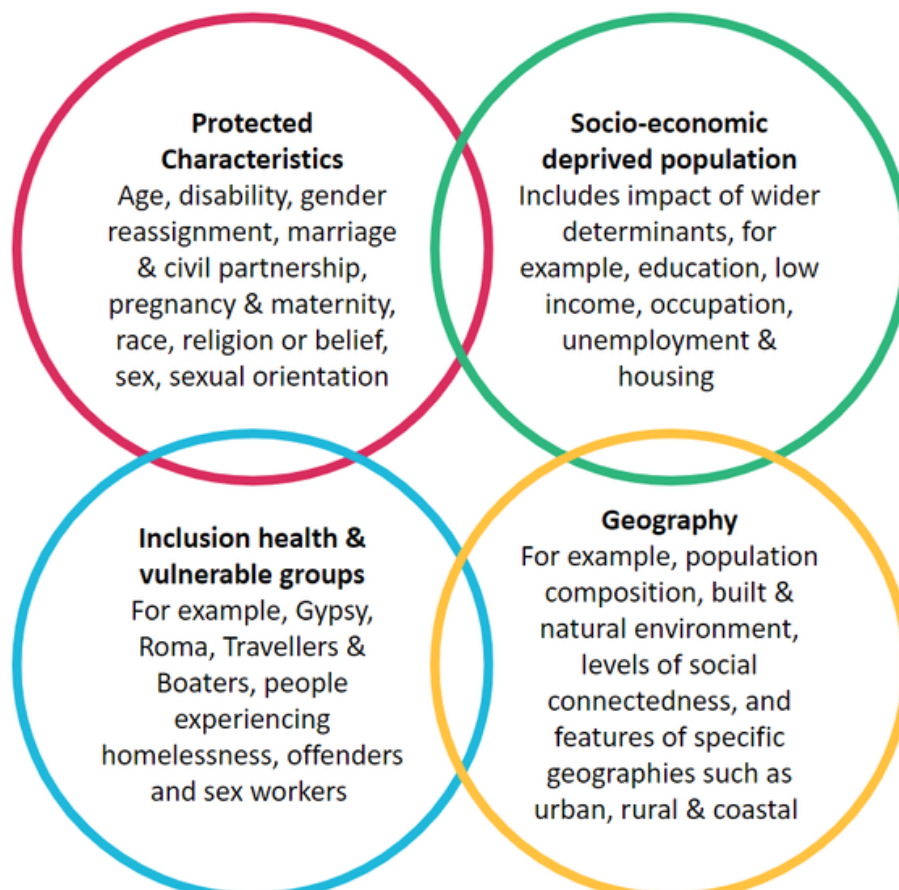 Protected
Characteristics
Age, disability, gender
reassignment, marriage
& civil partnership,
pregnancy & maternity,
race, religion or belief,
sex, sexual orientation
Socio-economic
deprived population
Includes impact of wider
determinants, for
example, education, low
income, occupation,
unemployment &
housing
Inclusion health &
vulnerable groups
For example, Gypsy,
Roma, Travellers &
Boaters, people
experiencing
homelessness, offenders
and sex workers
Geography
For example, population
composition, built &
natural environment,
levels of social
connectedness, and
features of specific
geographies such as
urban, rural & coastal